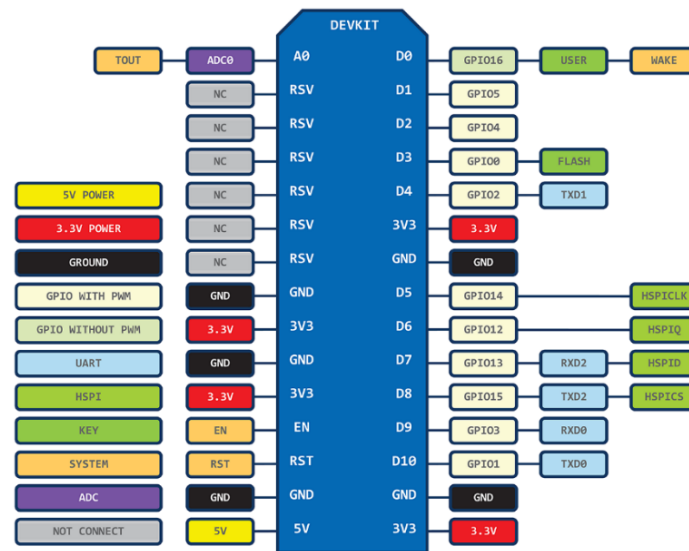 DEVKIT
TOUT ADC0 A0 D0 GPIO16 USER WAKE
NC RSV D1 GPIO5
NC RSV D2 GPIO4
NC RSV D3 GPIO0 FLASH
5V POWER NC RSV D4 GPIO2 TXD1
3.3V POWER NC RSV 3V3 3.3V
GROUND NC RSV GND GND
GPIO WITH PWM GND GND D5 GPIO14 HSPICLK
GPIO WITHOUT PWM 3.3V 3V3 D6 GPIO12 HSPIQ
UART GND GND D7 GPIO13 RXD2 HSPID
HSPI 3.3V 3V3 D8 GPIO15 TXD2 HSPICS
KEY EN EN D9 GPIO3 RXD0
SYSTEM RST RST D10 GPIO1 TXD0
ADC GND GND GND GND
NOT CONNECT 5V 5V 3V3 3.3V